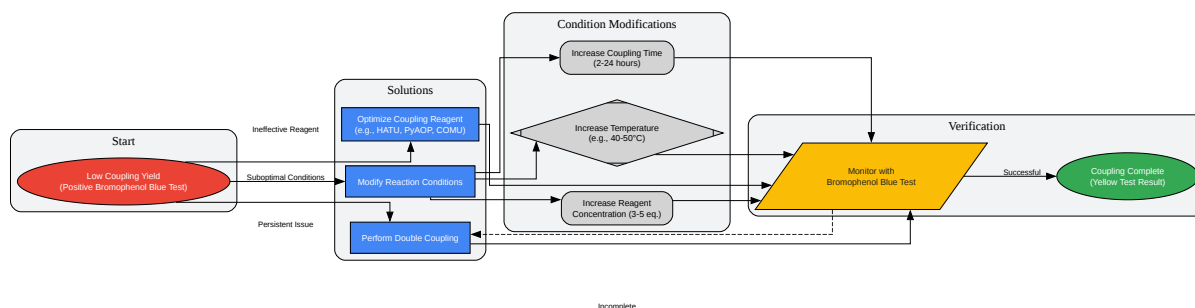 Condition Modifications
Increase Coupling Time
(2-24 hours)
Solutions
Optimize Coupling Reagent
(e.g., HATU, PyAOP, COMU)
Ineffective Reagent
Increase Temperature
(e.g., 40-50°C)
Verification
Start
Low Coupling Yield
(Positive Bromophenol Blue Test)
Suboptimal Conditions
Modify Reaction Conditions
Monitor with
Bromophenol Blue Test
Successful
Coupling Complete
(Yellow Test Result)
Increase Reagent
Concentration (3-5 eq.)
Persistent Issue
Perform Double Coupling
Incomplete